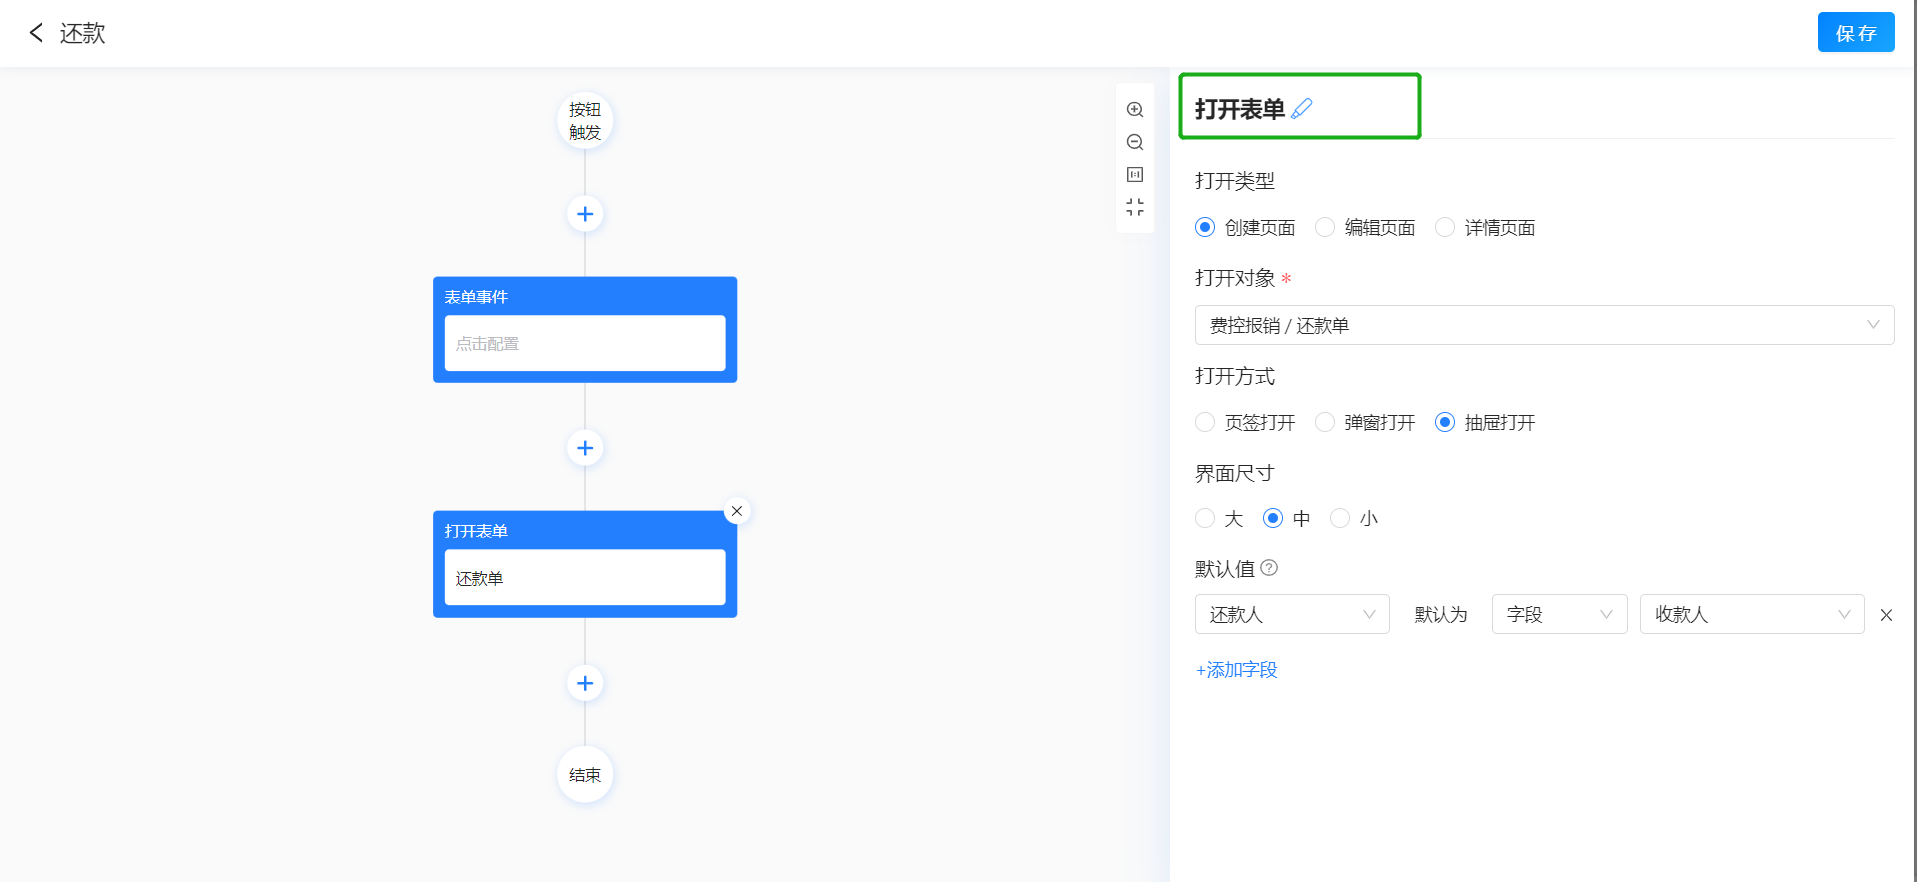 还款
保存
按钮
触发
表单事件
点击配置
打开表单
还款单
结束
打开表单
打开类型
创建页面 编辑页面 详情页面
打开对象 *
费控报销 / 还款单
打开方式
页签打开 弹窗打开 抽屉打开
界面尺寸
大 中 小
默认值
还款人 默认为 字段 收款人
+添加字段